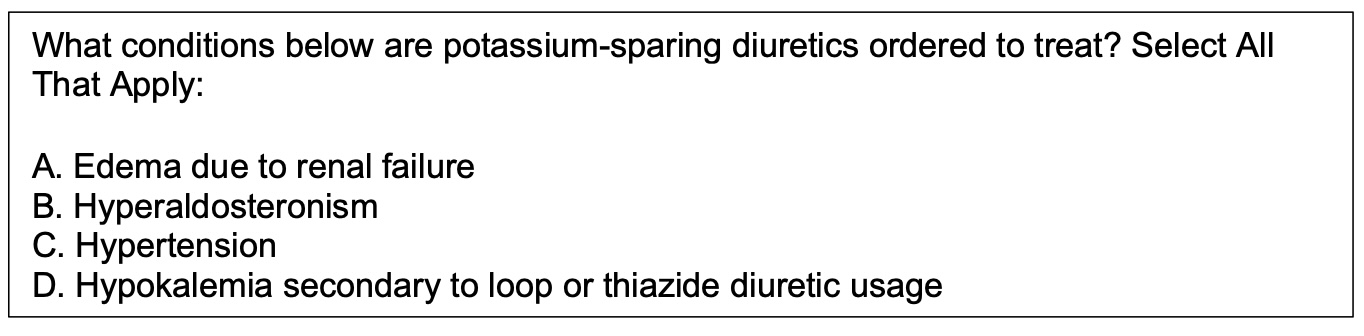 What conditions below are potassium-sparing diuretics ordered to treat? Select All
That Apply:
A. Edema due to renal failure
B. Hyperaldosteronism
C. Hypertension
D. Hypokalemia secondary to loop or thiazide diuretic usage